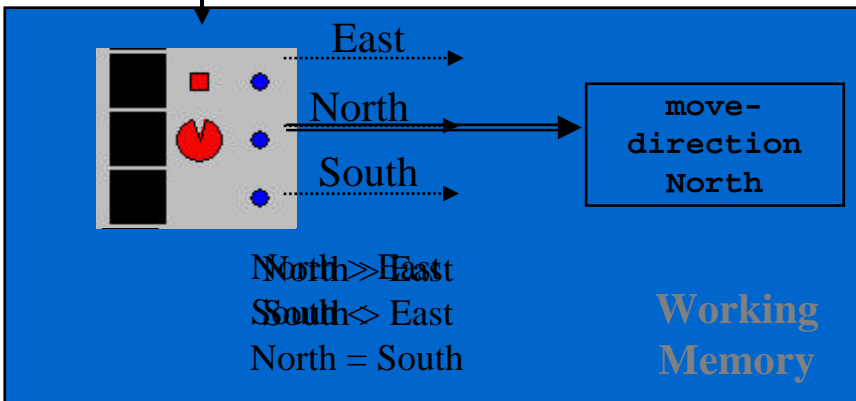 East
North
South
move-
direction
North
North > East
South > East
North = South
Working
Memory